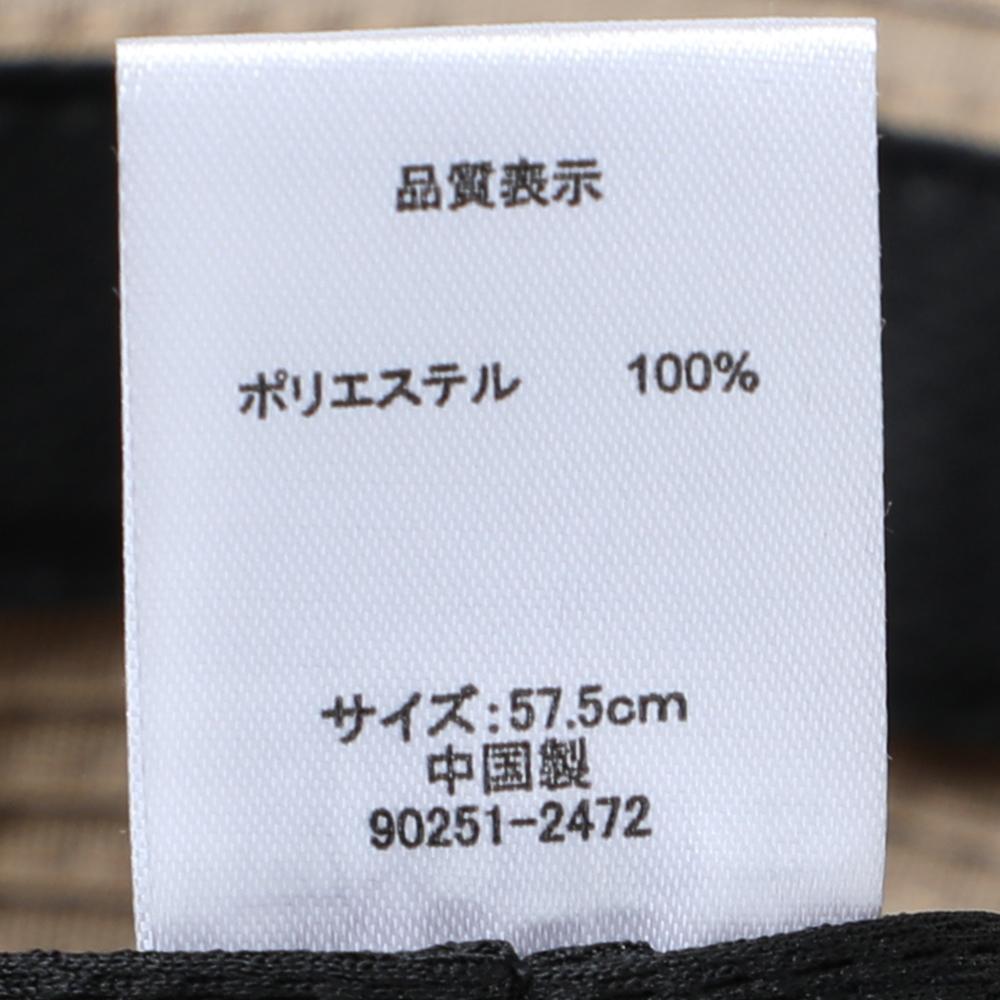 品質表示
ポリエステル 100%
サイズ:57.5cm
中国製
90251-2472